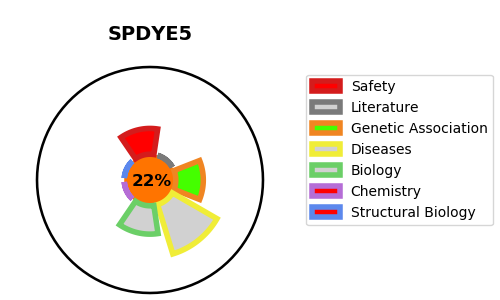 SPDYE5
22%
Safety
Literature
Genetic Association
Diseases
Biology
Chemistry
Structural Biology